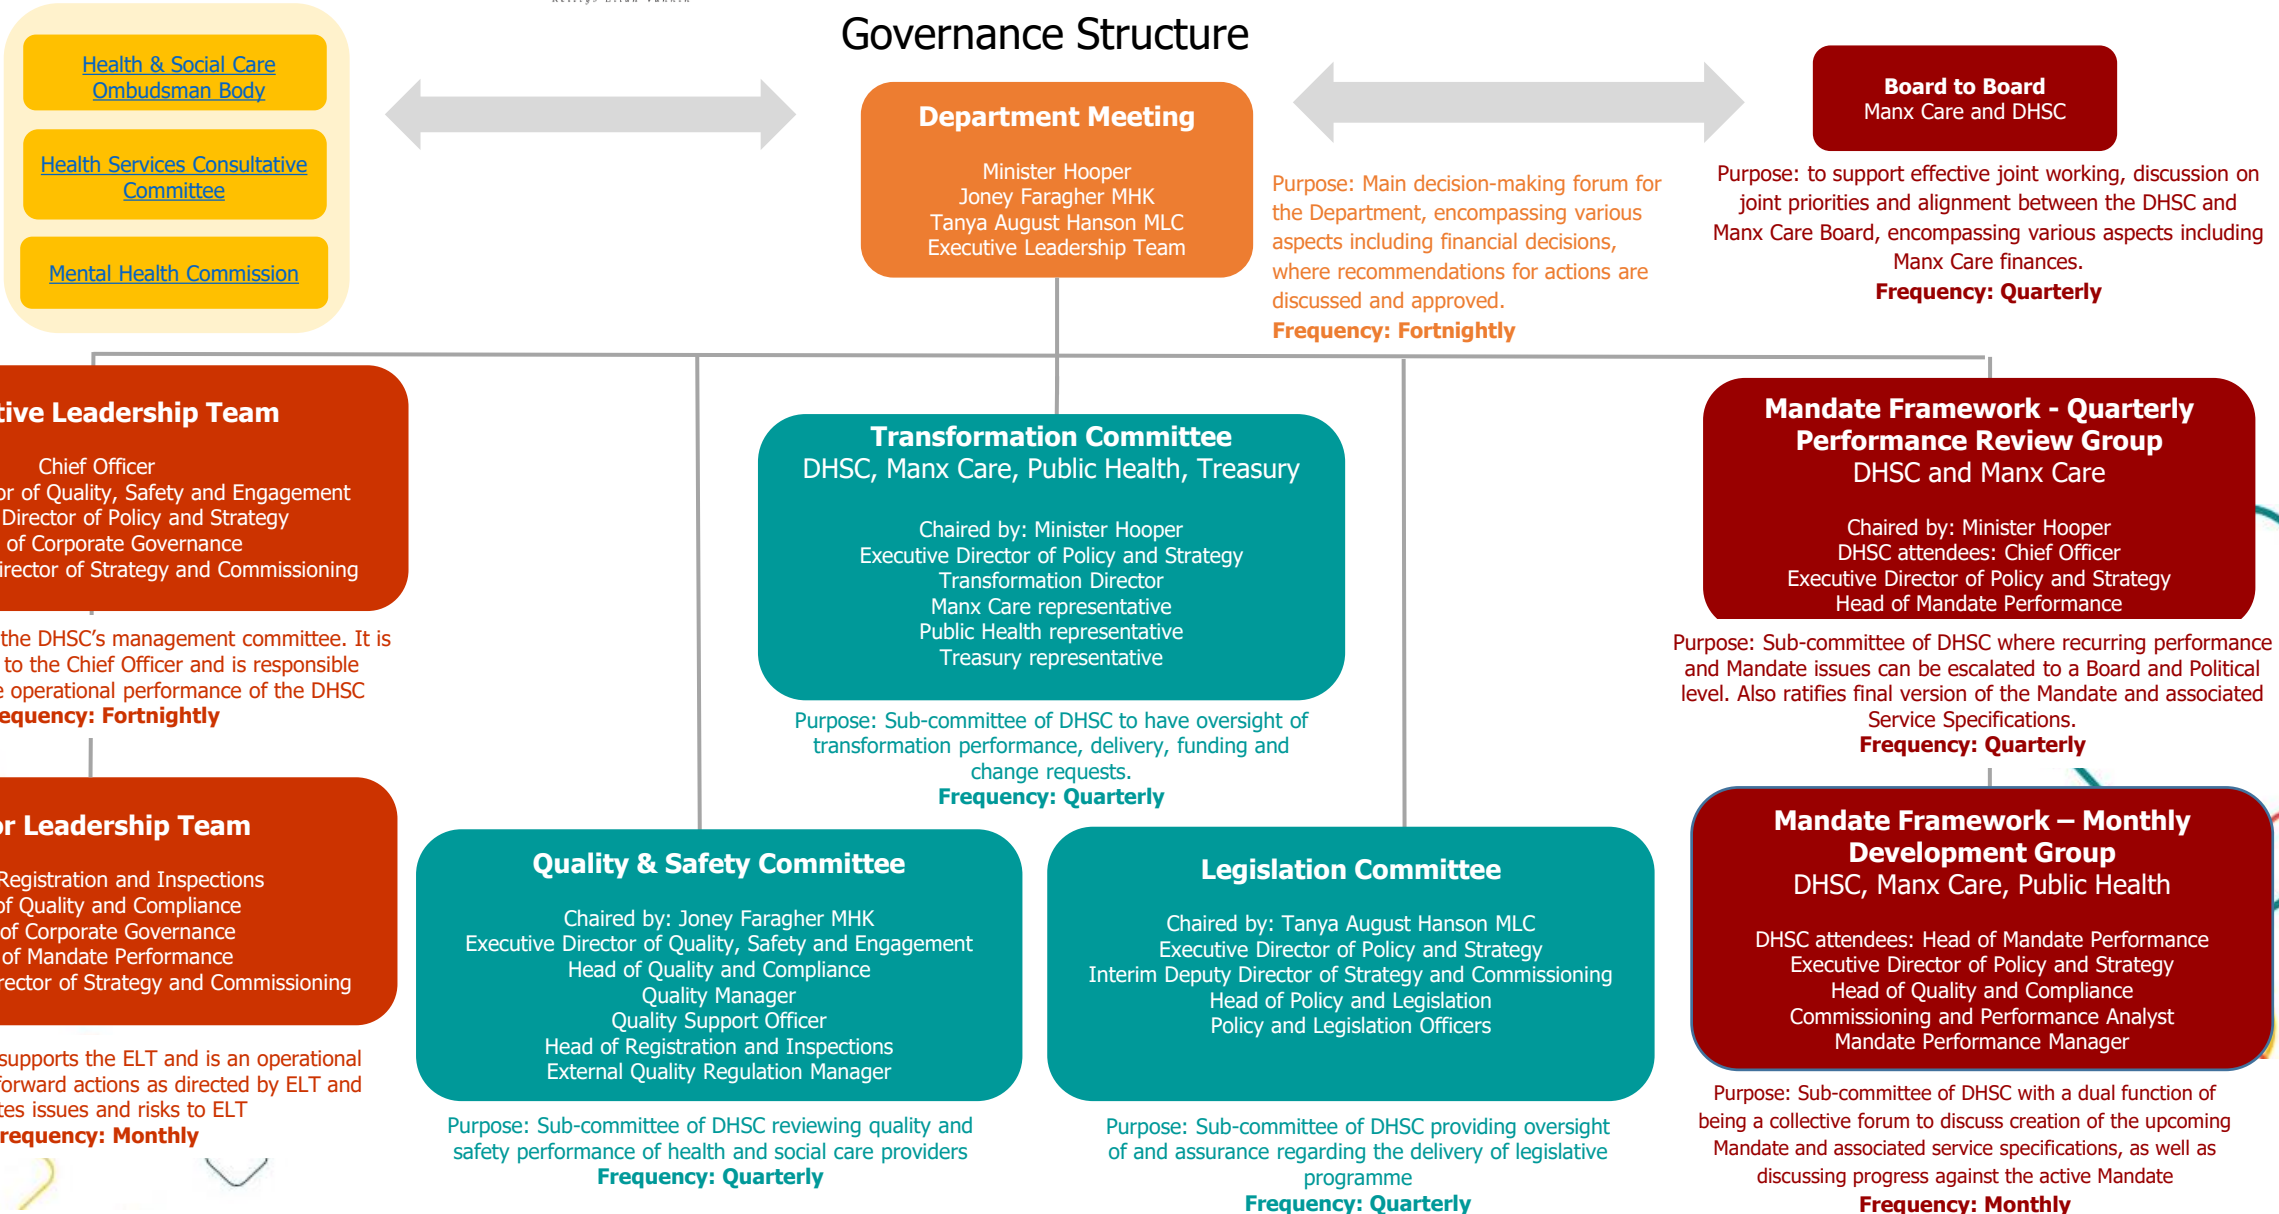 Governance Structure
Health & Social Care
Ombudsman Body
Health Services Consultative
Committee
Mental Health Commission
Department Meeting
Minister Hooper
Joney Faragher MHK
Tanya August Hanson MLC
Executive Leadership Team
Purpose: Main decision-making forum for
the Department, encompassing various
aspects including financial decisions,
where recommendations for actions are
discussed and approved.
Frequency: Fortnightly
Board to Board
Manx Care and DHSC
Purpose: to support effective joint working, discussion on
joint priorities and alignment between the DHSC and
Manx Care Board, encompassing various aspects including
Manx Care finances.
Frequency: Quarterly
Leadership Team
Chief Officer
of Quality, Safety and Engagement
Director of Policy and Strategy
of Corporate Governance
of Strategy and Commissioning
the DHSC’s management committee. It is
to the Chief Officer and is responsible
operational performance of the DHSC
Fortnightly
Leadership Team
Registration and Inspections
of Quality and Compliance
of Corporate Governance
of Mandate Performance
of Strategy and Commissioning
supports the ELT and is an operational
forward actions as directed by ELT and
issues and risks to ELT
Monthly
Transformation Committee
DHSC, Manx Care, Public Health, Treasury
Chaired by: Minister Hooper
Executive Director of Policy and Strategy
Transformation Director
Manx Care representative
Public Health representative
Treasury representative
Purpose: Sub-committee of DHSC to have oversight of
transformation performance, delivery, funding and
change requests.
Frequency: Quarterly
Quality & Safety Committee
Chaired by: Joney Faragher MHK
Executive Director of Quality, Safety and Engagement
Head of Quality and Compliance
Quality Manager
Quality Support Officer
Head of Registration and Inspections
External Quality Regulation Manager
Purpose: Sub-committee of DHSC reviewing quality and
safety performance of health and social care providers
Frequency: Quarterly
Legislation Committee
Chaired by: Tanya August Hanson MLC
Executive Director of Policy and Strategy
Interim Deputy Director of Strategy and Commissioning
Head of Policy and Legislation
Policy and Legislation Officers
Purpose: Sub-committee of DHSC providing oversight
of and assurance regarding the delivery of legislative
programme
Frequency: Quarterly
Mandate Framework - Quarterly
Performance Review Group
DHSC and Manx Care
Chaired by: Minister Hooper
DHSC attendees: Chief Officer
Executive Director of Policy and Strategy
Head of Mandate Performance
Purpose: Sub-committee of DHSC where recurring performance
and Mandate issues can be escalated to a Board and Political
level. Also ratifies final version of the Mandate and associated
Service Specifications.
Frequency: Quarterly
Mandate Framework – Monthly
Development Group
DHSC, Manx Care, Public Health
DHSC attendees: Head of Mandate Performance
Executive Director of Policy and Strategy
Head of Quality and Compliance
Commissioning and Performance Analyst
Mandate Performance Manager
Purpose: Sub-committee of DHSC with a dual function of
being a collective forum to discuss creation of the upcoming
Mandate and associated service specifications, as well as
discussing progress against the active Mandate
Frequency: Monthly